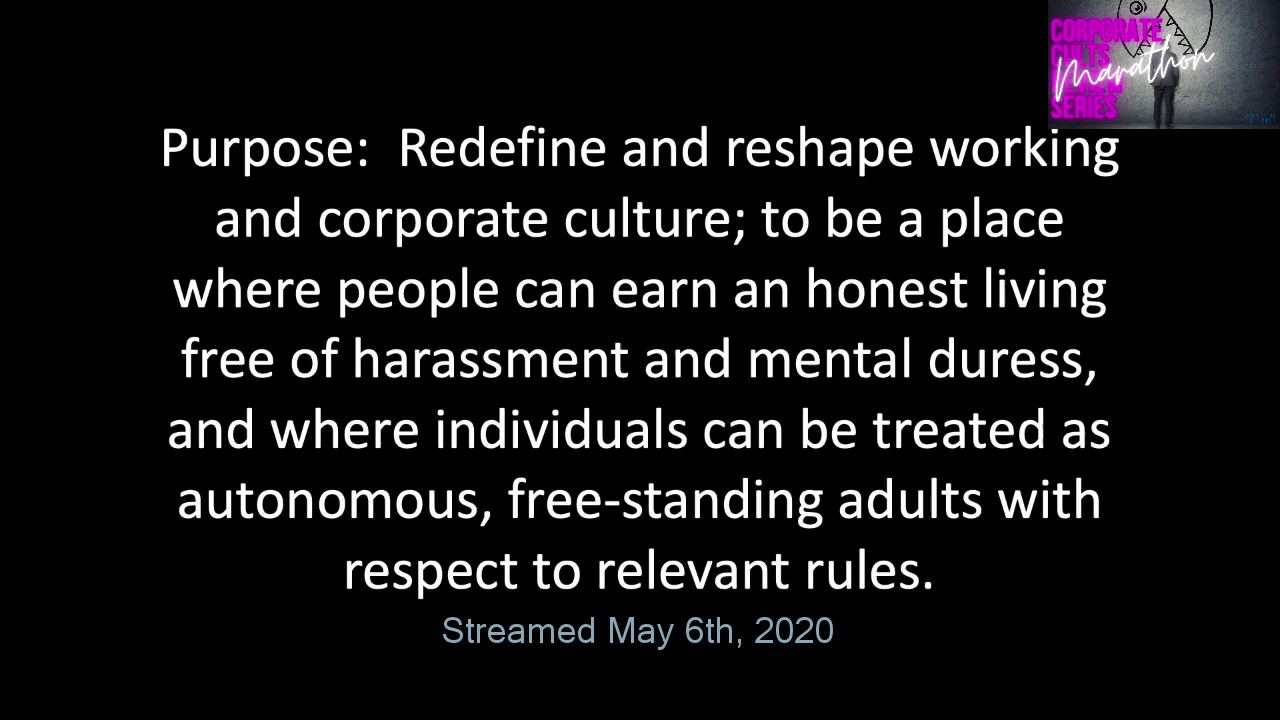 CORPORATE
CULTS
Marathon
SERIES
Purpose:  Redefine and reshape working
and corporate culture; to be a place
where people can earn an honest living
free of harassment and mental duress,
and where individuals can be treated as
autonomous, free-standing adults with
respect to relevant rules.
Streamed May 6th, 2020